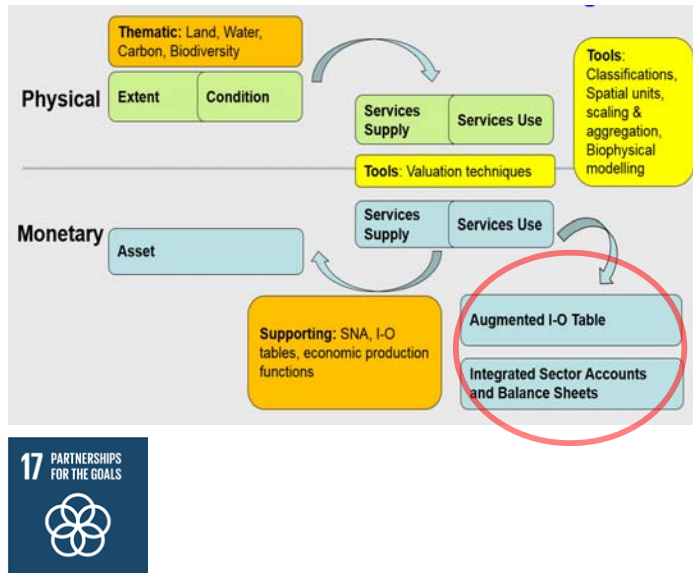 Thematic: Land, Water,
Carbon, Biodiversity
Physical
Extent
Condition
Services
Supply
Services Use
Tools:
Classifications,
Spatial units,
scaling &
aggregation,
Biophysical
modelling
Tools: Valuation techniques
Monetary
Services
Supply
Services Use
Asset
Supporting: SNA, I-O
tables, economic production
functions
Augmented I-O Table
Integrated Sector Accounts
and Balance Sheets
17 PARTNERSHIPS
FOR THE GOALS